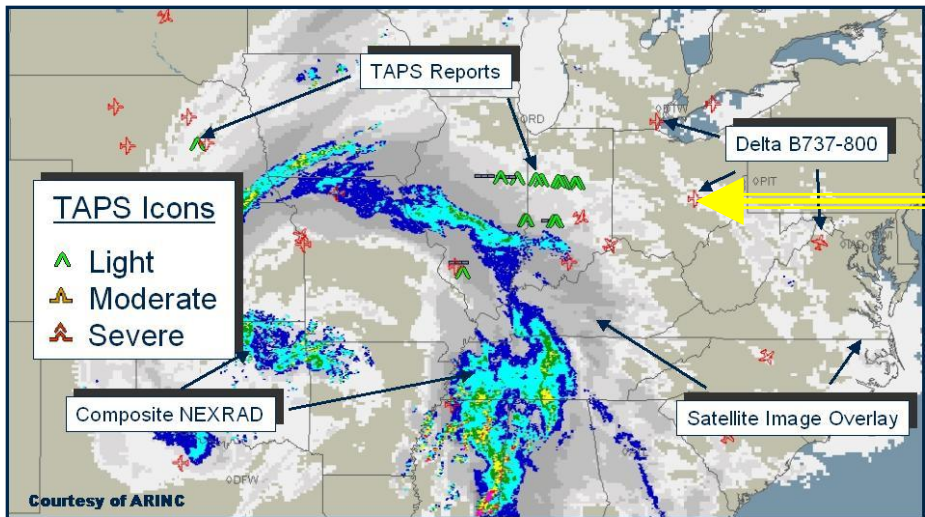 TAPS Reports
ORD
DTW
Delta B737-800
PIT
TAPS Icons
Light
Moderate
Severe
IAD
Composite NEXRAD
Satellite Image Overlay
DFW
Courtesy of ARINC